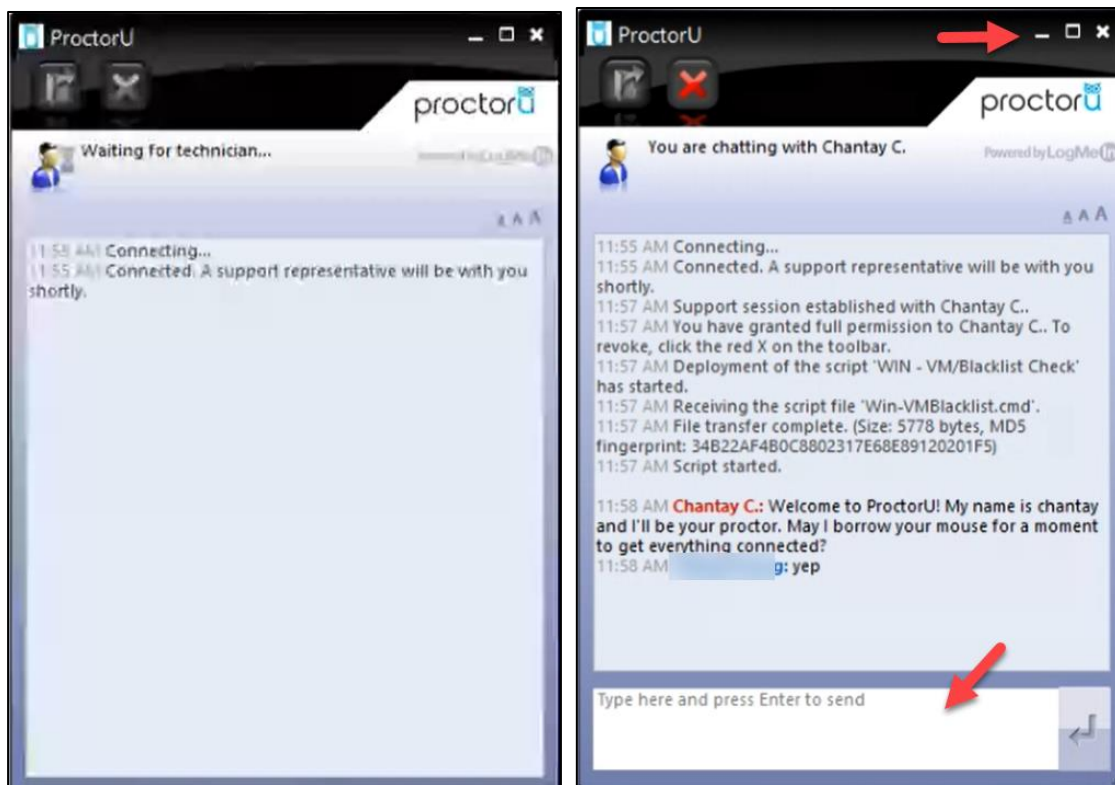 ProctorU
proctorU
Waiting for technician...
A A A
Connecting...
11:55 AM Connected. A support representative will be with you
shortly.
ProctorU
proctorU
You are chatting with Chantay C.
Powered by LogMeIn
A A A
11:55 AM Connecting...
11:55 AM Connected. A support representative will be with you
shortly.
11:57 AM Support session established with Chantay C..
11:57 AM You have granted full permission to Chantay C.. To
revoke, click the red X on the toolbar.
11:57 AM Deployment of the script 'WIN - VM/Blacklist Check'
has started.
11:57 AM Receiving the script file 'Win-VMBlacklist.cmd'.
11:57 AM File transfer complete. (Size: 5778 bytes, MD5
fingerprint: 34B22AF4B0C8802317E68E89120201F5)
11:57 AM Script started.
11:58 AM Chantay C.: Welcome to ProctorU! My name is chantay
and I'll be your proctor. May I borrow your mouse for a moment
to get everything connected?
11:58 AM g: yep
Type here and press Enter to send